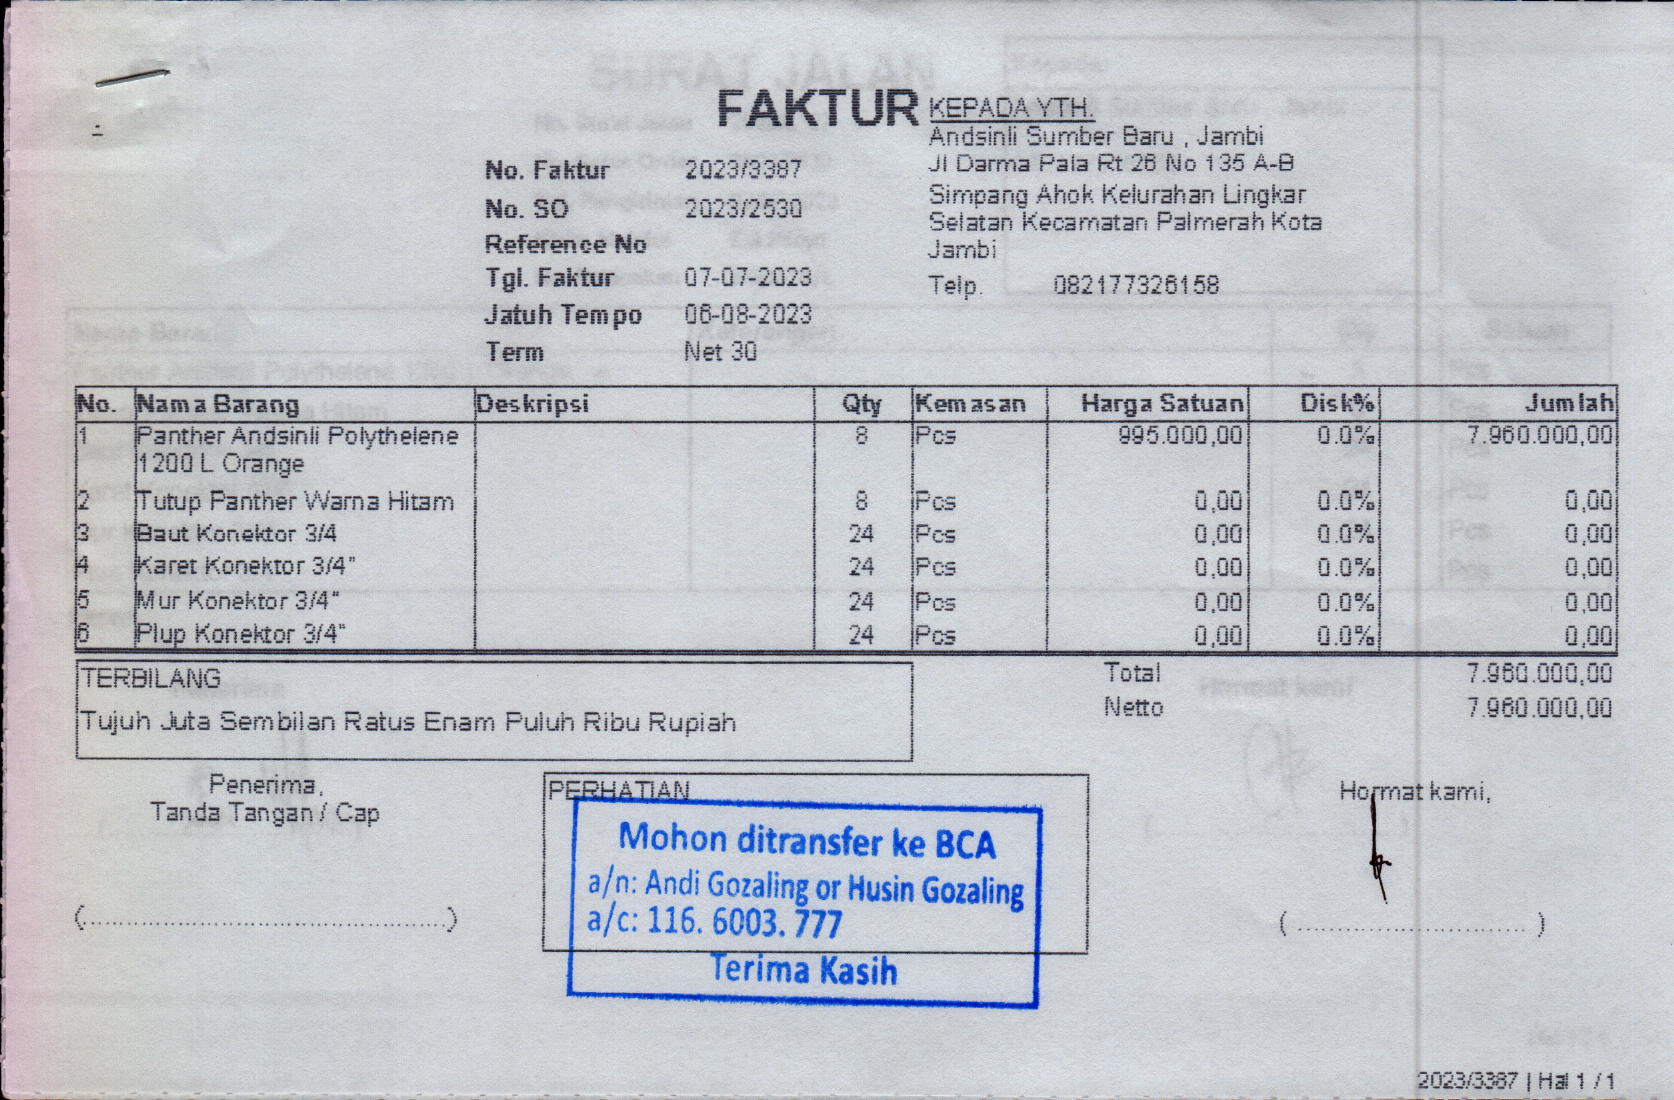 FAKTUR
KEPADA YTH.
Andsinli Sumber Baru , Jambi
Jl Darma Pala Rt 26 No 135 A-B
Simpang Ahok Kelurahan Lingkar
Selatan Kecamatan Palmerah Kota
Jambi
Telp. 082177326158
No. Faktur 2023/3387
No. SO 2023/2530
Reference No
Tgl. Faktur 07-07-2023
Jatuh Tempo 06-08-2023
Term Net 30
No. Nama Barang Deskripsi Qty Kemasan Harga Satuan Disk% Jumlah
1 Panther Andsinli Polythelene 8 Pcs 995.000,00 0.0% 7.960.000,00
1200 L Orange
2 Tutup Panther Warna Hitam 8 Pcs 0,00 0.0% 0,00
3 Baut Konektor 3/4 24 Pcs 0,00 0.0% 0,00
4 Karet Konektor 3/4" 24 Pcs 0,00 0.0% 0,00
5 Mur Konektor 3/4" 24 Pcs 0,00 0.0% 0,00
6 Plup Konektor 3/4" 24 Pcs 0,00 0.0% 0,00
TERBILANG
Tujuh Juta Sembilan Ratus Enam Puluh Ribu Rupiah
Total 7.960.000,00
Netto 7.960.000,00
Penerima,
Tanda Tangan / Cap
(............................................)
PERHATIAN
Mohon ditransfer ke BCA
a/n: Andi Gozaling or Husin Gozaling
a/c: 116. 6003. 777
Terima Kasih
Hormat kami,
( ............................ )
2023/3387 | Hal 1 / 1